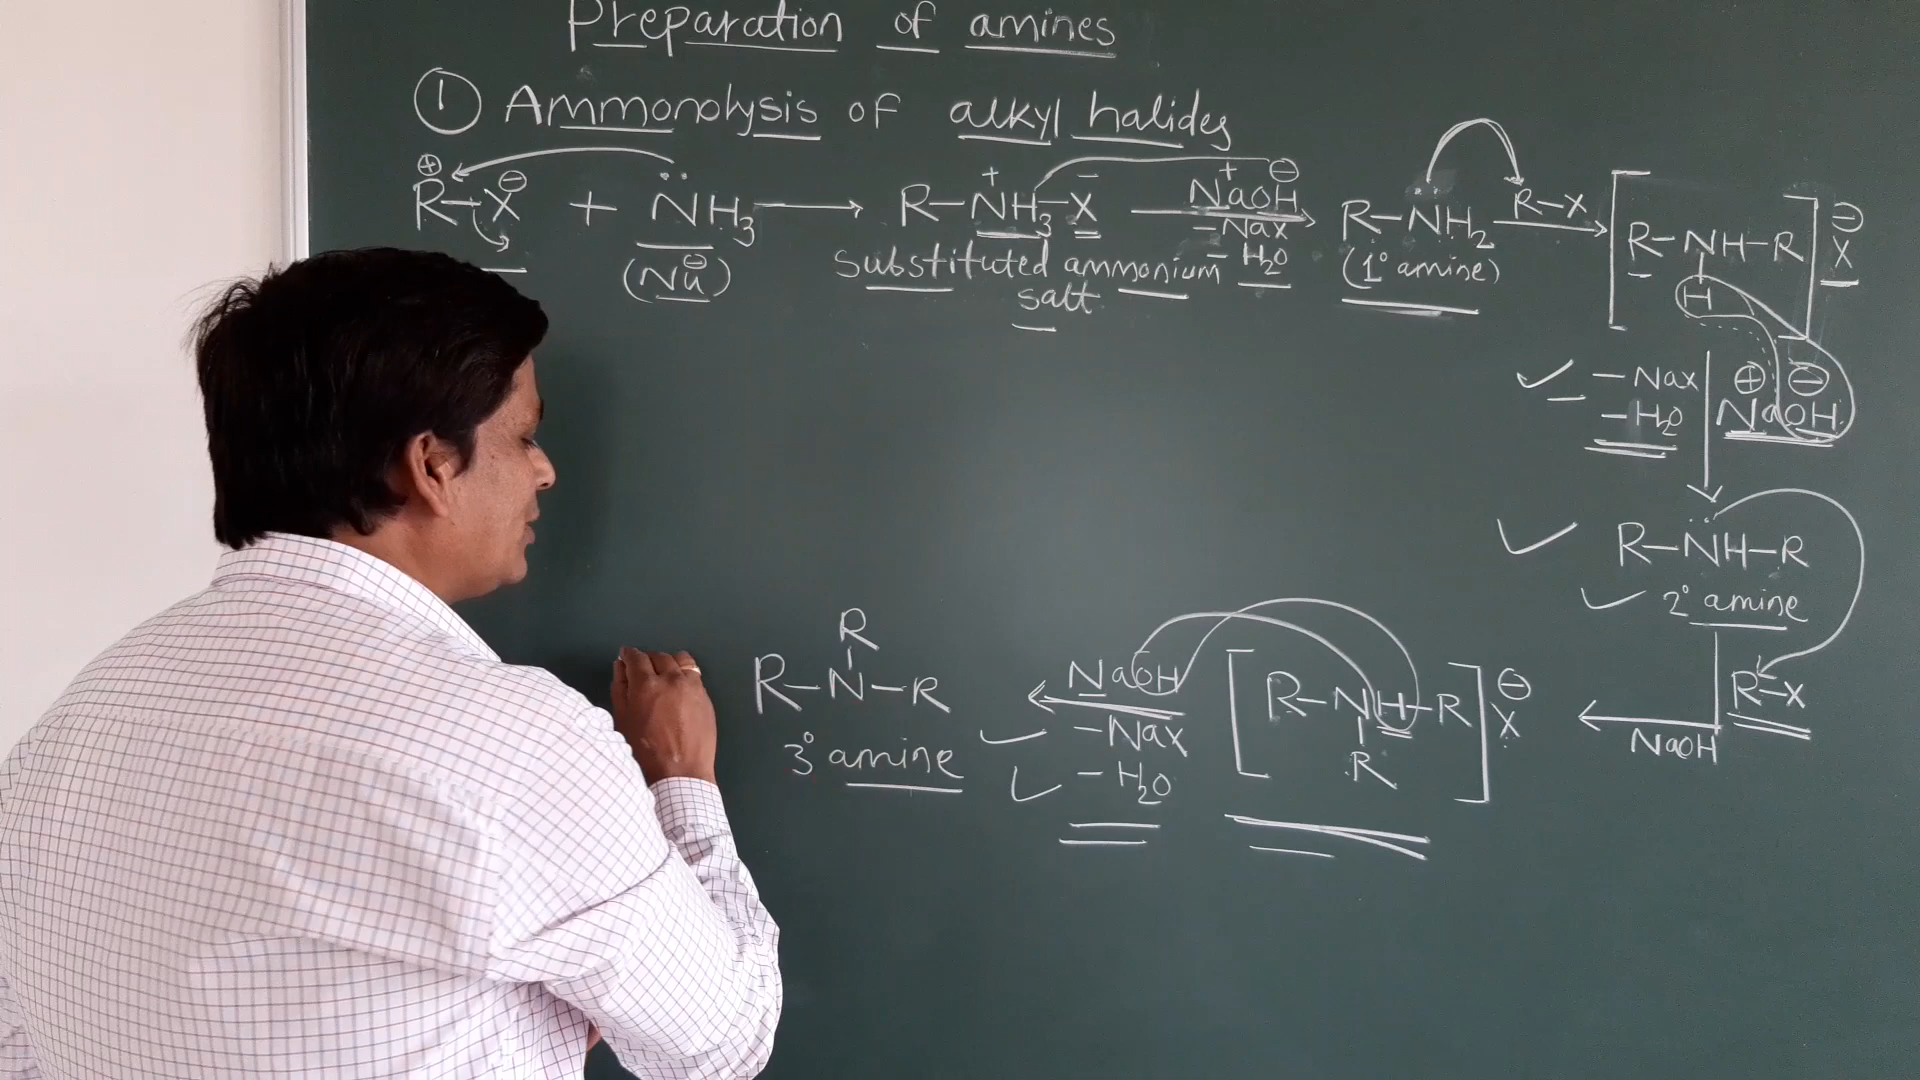 Preparation of amines
① Ammonolysis of alkyl halides
R–X + NH3 → R–NH3–X
⊕ ⊖
(Nu⊖)
+ –
substituted ammonium
salt
NaOH
+ ⊖
–Nax
–H2O
R–NH2
(1° amine)
R–X
[R–NH–R] X⊖
H
–Nax
–H2O
⊕ ⊖
NaOH
R–NH–R
2° amine
R–X
NaOH
[R–NH–R] X⊖
R
NaOH
–Nax
–H2O
R
R–N–R
3° amine